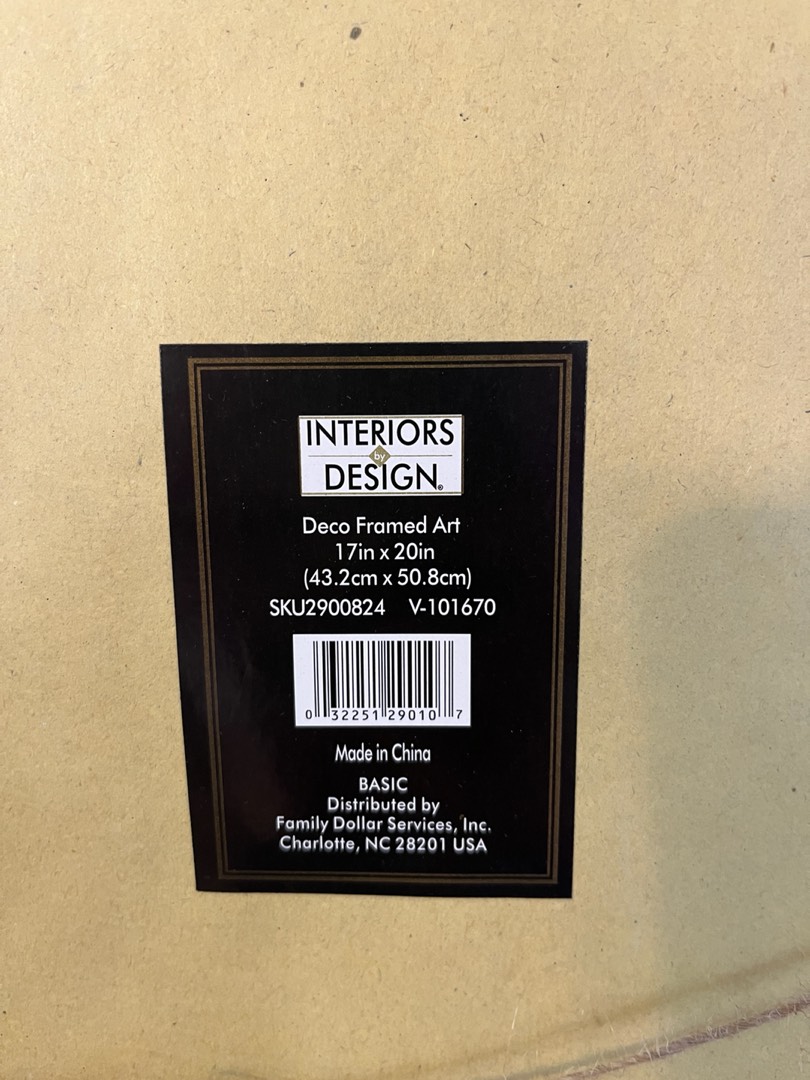 INTERIORS
by
DESIGN®
Deco Framed Art
17in x 20in
(43.2cm x 50.8cm)
SKU2900824 V-101670
0 32251 29010 7
Made in China
BASIC
Distributed by
Family Dollar Services, Inc.
Charlotte, NC 28201 USA